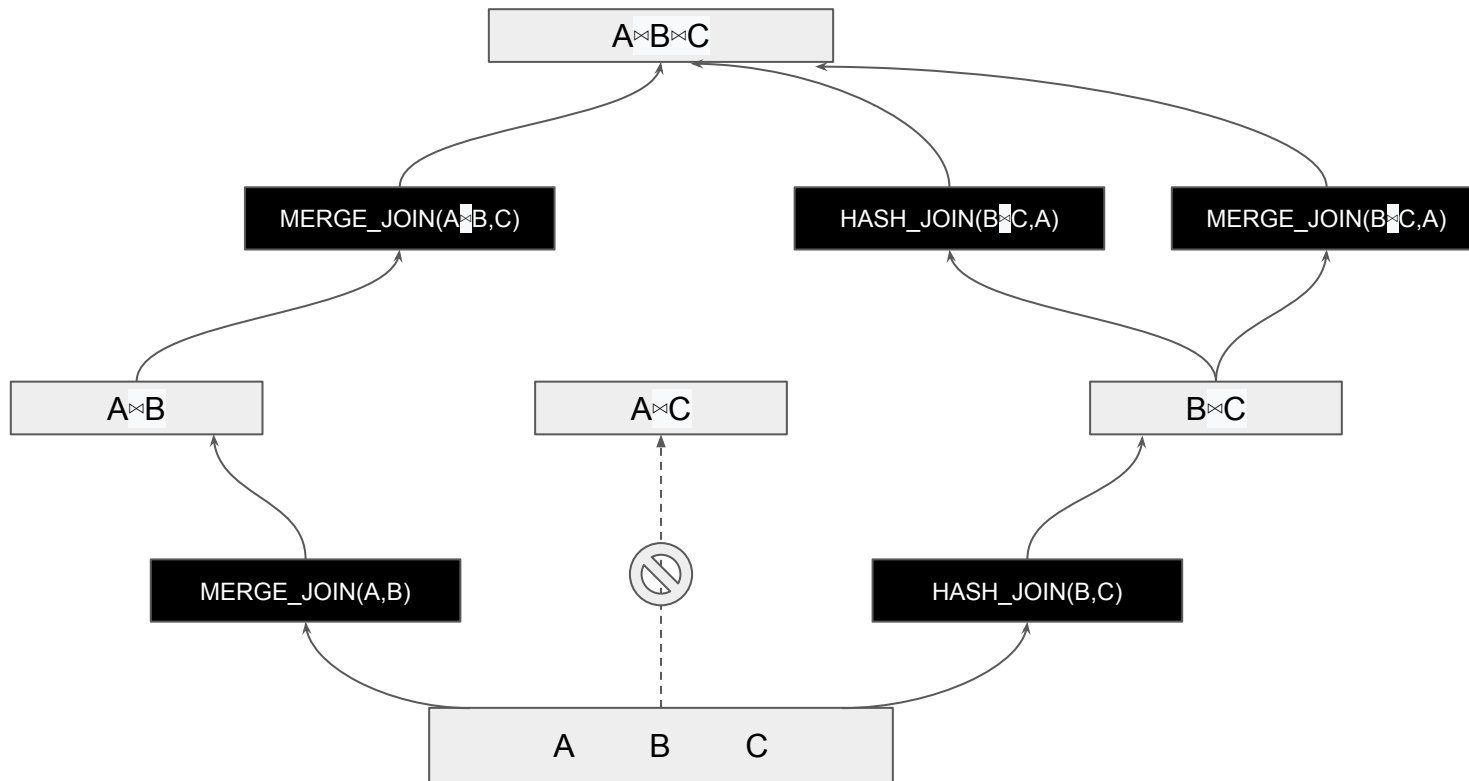 A⋈B⋈C
MERGE_JOIN(A⋈B,C)
HASH_JOIN(B⋈C,A)
MERGE_JOIN(B⋈C,A)
A⋈B
A⋈C
B⋈C
MERGE_JOIN(A,B)
HASH_JOIN(B,C)
A B C